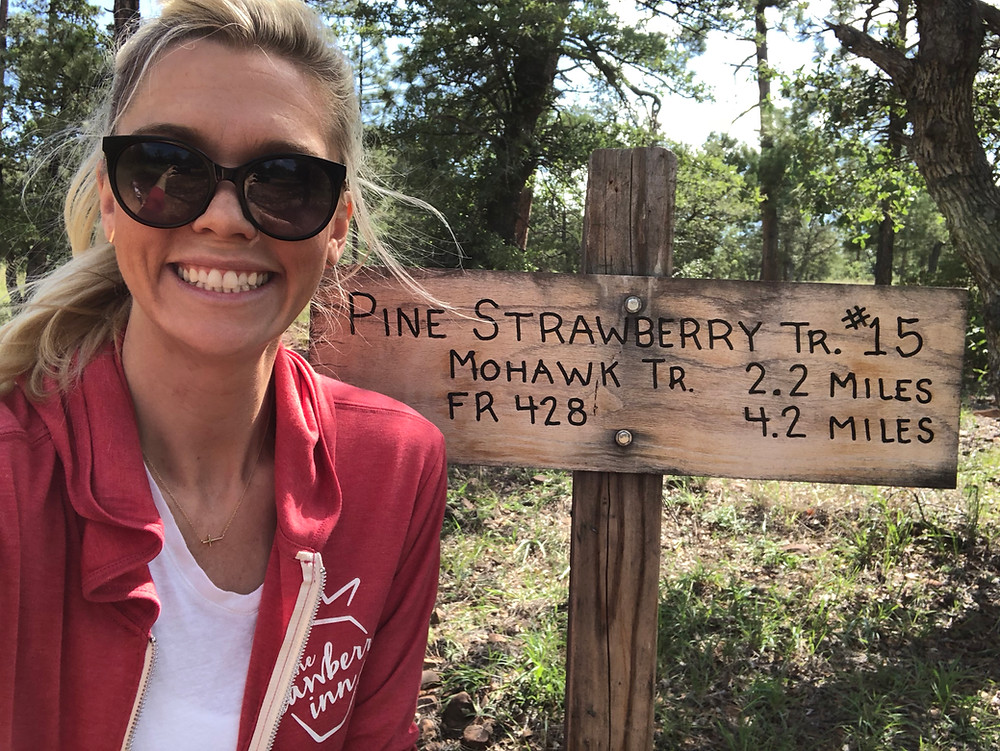 PINE STRAWBERRY TR. #15
MOHAWK TR. 2.2 MILES
FR 428 4.2 MILES
inn